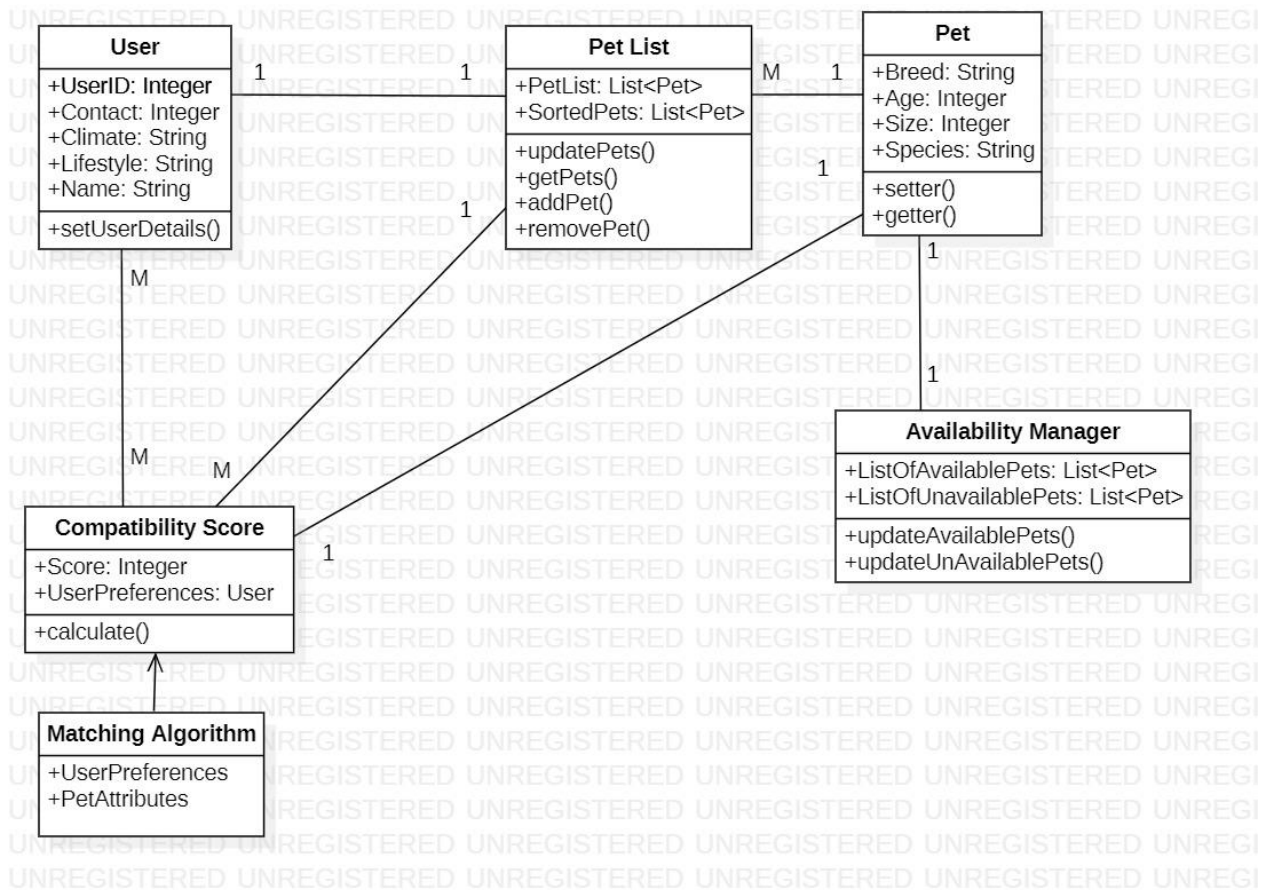 User
+UserID: Integer
+Contact: Integer
+Climate: String
+Lifestyle: String
+Name: String
+setUserDetails()
1
1
Pet List
+PetList: List<Pet>
+SortedPets: List<Pet>
+updatePets()
+getPets()
+addPet()
+removePet()
M
1
Pet
+Breed: String
+Age: Integer
+Size: Integer
+Species: String
+setter()
+getter()
1
1
M
1
1
M
M
1
Availability Manager
+ListOfAvailablePets: List<Pet>
+ListOfUnavailablePets: List<Pet>
+updateAvailablePets()
+updateUnAvailablePets()
Compatibility Score
+Score: Integer
+UserPreferences: User
+calculate()
1
Matching Algorithm
+UserPreferences
+PetAttributes
UNREGISTERED UNREGISTERED UNREGISTERED UNREGISTERED UNREGISTERED UNREGI